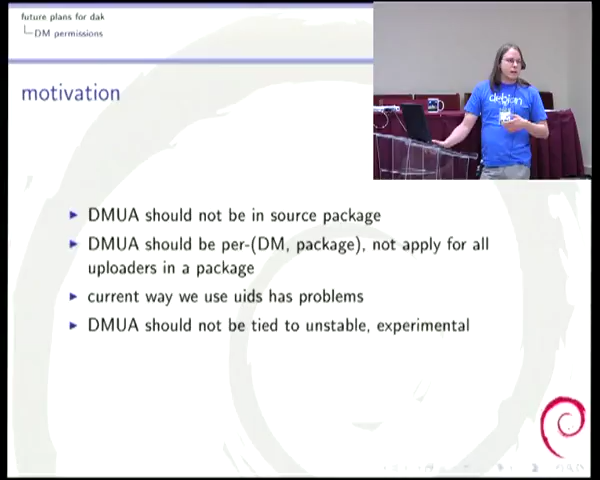 future plans for dak
DM permissions
motivation
DMUA should not be in source package
DMUA should be per-(DM, package), not apply for all
uploaders in a package
current way we use uids has problems
DMUA should not be tied to unstable, experimental
debian